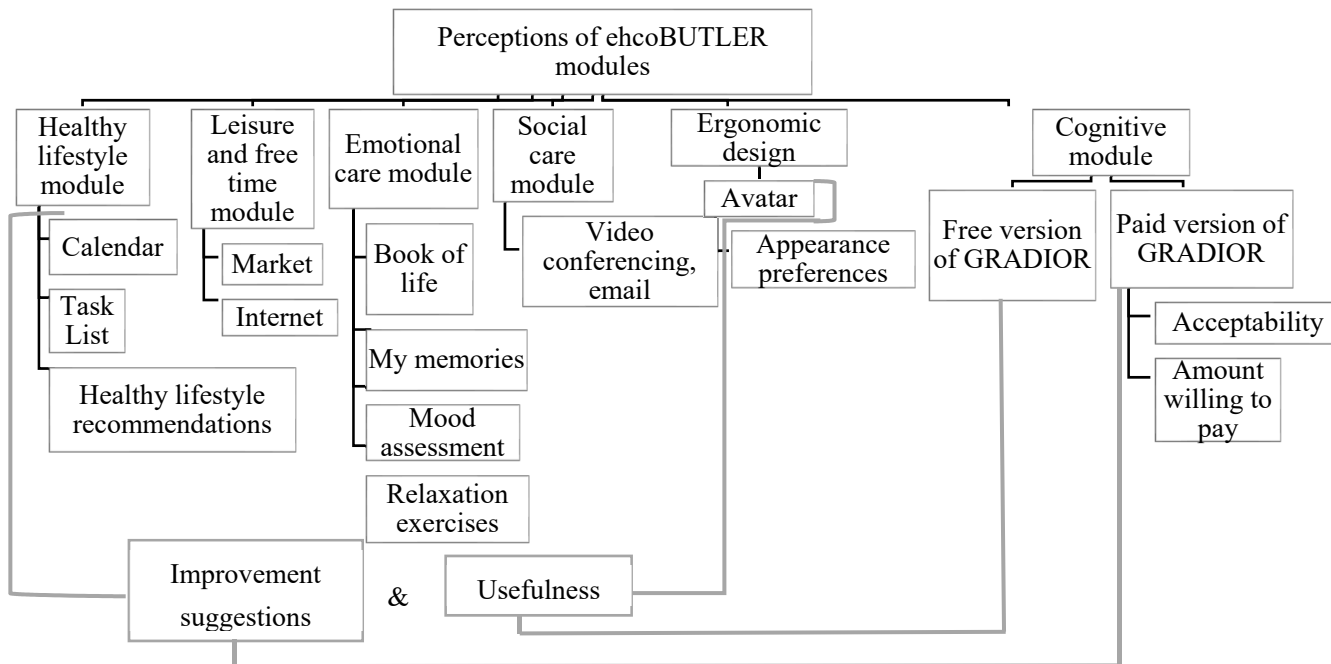 Perceptions of ehcoBUTLER
modules
Healthy
lifestyle
module
Leisure
and free
time
module
Emotional
care module
Social
care
module
Ergonomic
design
Cognitive
module
Calendar
Task
List
Healthy lifestyle
recommendations
Market
Internet
Book of
life
My memories
Mood
assessment
Relaxation
exercises
Video
conferencing,
email
Avatar
Appearance
preferences
Free version
of GRADIOR
Paid version of
GRADIOR
Acceptability
Amount
willing to
pay
Improvement
suggestions
&
Usefulness